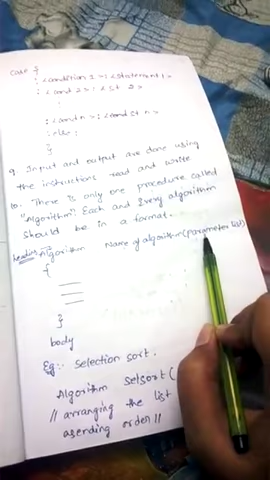 case {
: <condition 1> : <statement 1>
: <cond 2> : <st 2>
:
: <cond n> : <cond st n>
: else :
}
9. Input and output are done using
the instructions read and write
10. There is only one procedure called
"Algorithm" Each and Every algorithm
Should be in a format.
Heading Algorithm Name of algorithm (parameter list)
{
}
body
Eg:- selection sort.
Algorithm selsort (
// arranging the list
asending order //